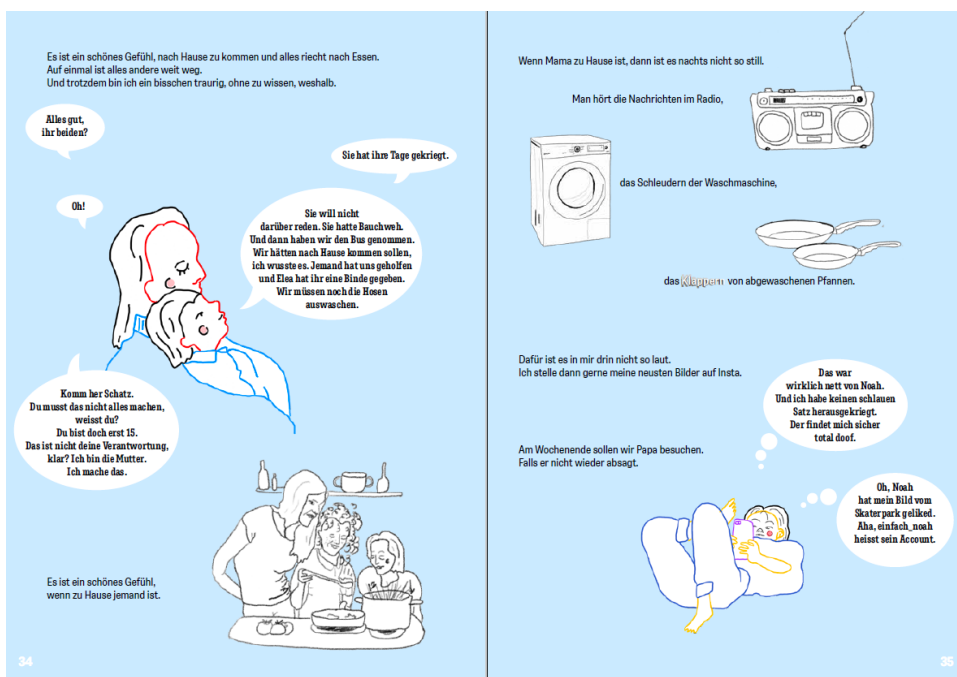 Es ist ein schönes Gefühl, nach Hause zu kommen und alles riecht nach Essen.
Auf einmal ist alles andere weit weg.
Und trotzdem bin ich ein bisschen traurig, ohne zu wissen, weshalb.
Alles gut,
ihr beiden?
Sie hat ihre Tage gekriegt.
Oh!
Sie will nicht
darüber reden. Sie hatte Bauchweh.
Und dann haben wir den Bus genommen.
Wir hätten nach Hause kommen sollen,
ich wusste es. Jemand hat uns geholfen
und Elea hat ihr eine Binde gegeben.
Wir müssen noch die Hosen
auswaschen.
Komm her Schatz.
Du musst das nicht alles machen,
weisst du?
Du bist doch erst 15.
Das ist nicht deine Verantwortung,
klar? Ich bin die Mutter.
Ich mache das.
Es ist ein schönes Gefühl,
wenn zu Hause jemand ist.
34
Wenn Mama zu Hause ist, dann ist es nachts nicht so still.
Man hört die Nachrichten im Radio,
das Schleudern der Waschmaschine,
das Klappern von abgewaschenen Pfannen.
Dafür ist es in mir drin nicht so laut.
Ich stelle dann gerne meine neusten Bilder auf Insta.
Das war
wirklich nett von Noah.
Und ich habe keinen schlauen
Satz herausgekriegt.
Der findet mich sicher
total doof.
Am Wochenende sollen wir Papa besuchen.
Falls er nicht wieder absagt.
Oh, Noah
hat mein Bild vom
Skaterpark geliked.
Aha, einfach_noah
heisst sein Account.
35